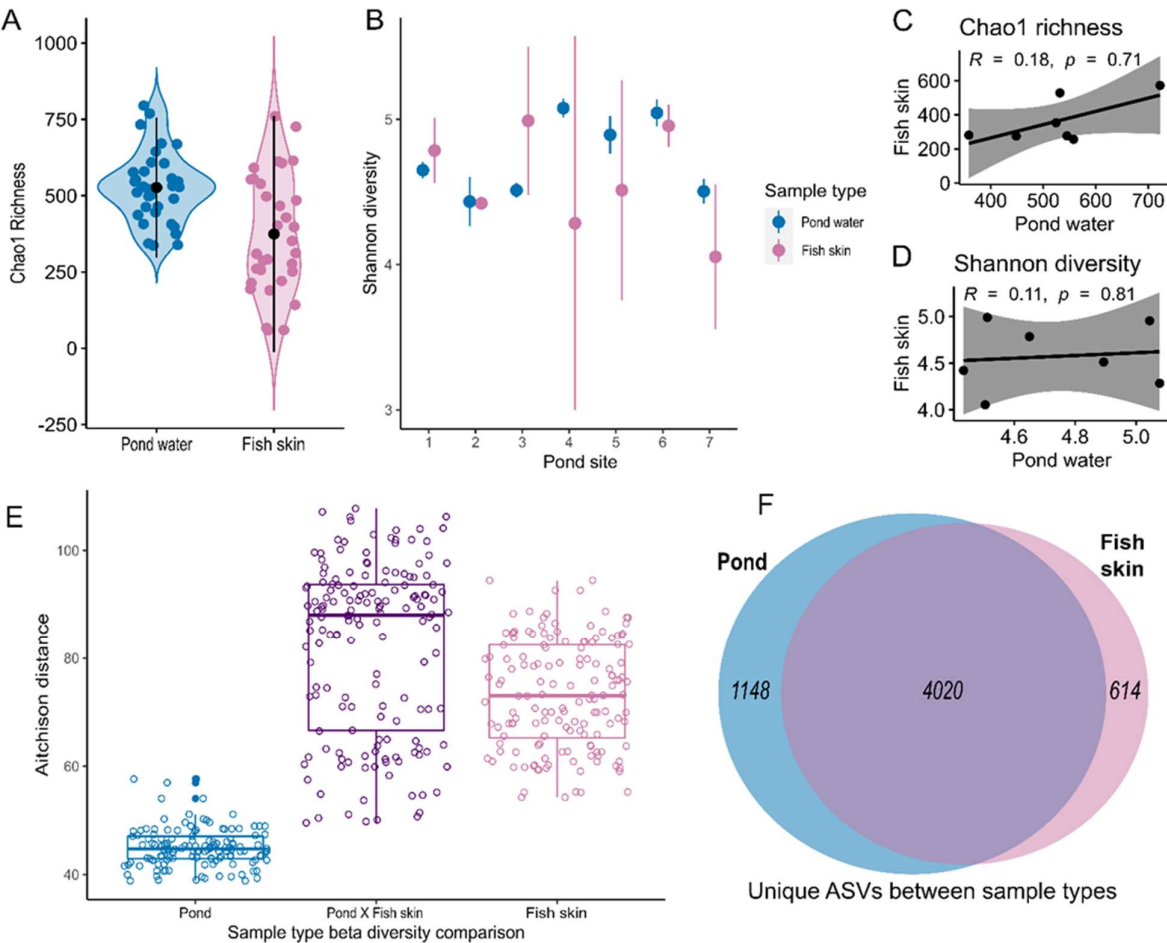 A
1000
750
500
250
0
-250
Chao1 Richness
Pond water
Fish skin
B
5
4
3
Shannon diversity
1 2 3 4 5 6 7
Pond site
Sample type
Pond water
Fish skin
C
Chao1 richness
R = 0.18, p = 0.71
600
400
200
0
Fish skin
400 500 600 700
Pond water
D
Shannon diversity
R = 0.11, p = 0.81
5.0
4.5
4.0
Fish skin
4.6 4.8 5.0
Pond water
E
100
80
60
40
Aitchison distance
Pond
Pond X Fish skin
Fish skin
Sample type beta diversity comparison
F
Pond
Fish
skin
1148
4020
614
Unique ASVs between sample types